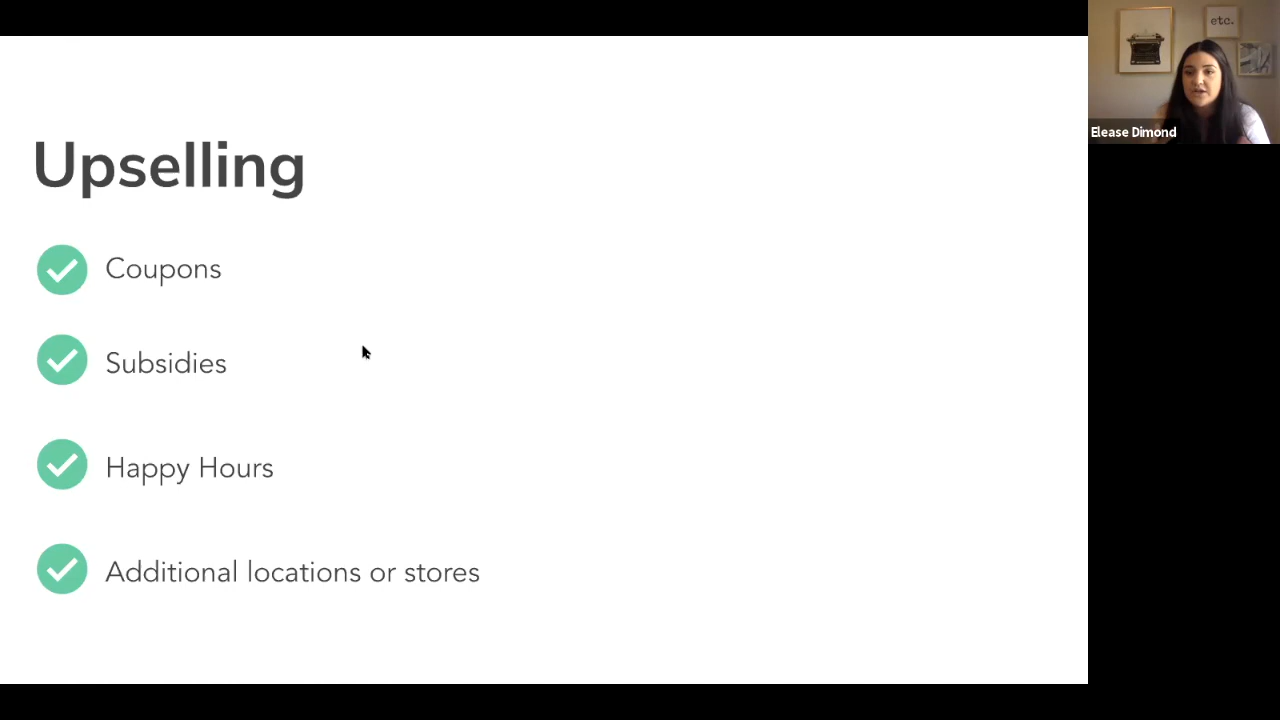 Upselling
Coupons
Subsidies
Happy Hours
Additional locations or stores
etc.
Elease Dimond